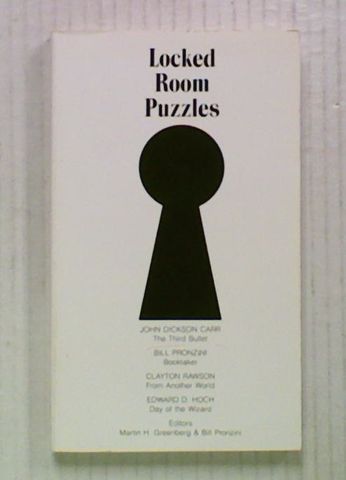 Locked
Room
Puzzles
JOHN DICKSON CARR
The Third Bullet
BILL PRONZINI
Booktaker
CLAYTON RAWSON
From Another World
EDWARD D. HOCH
Day of the Wizard
Editors
Martin H. Greenberg & Bill Pronzini